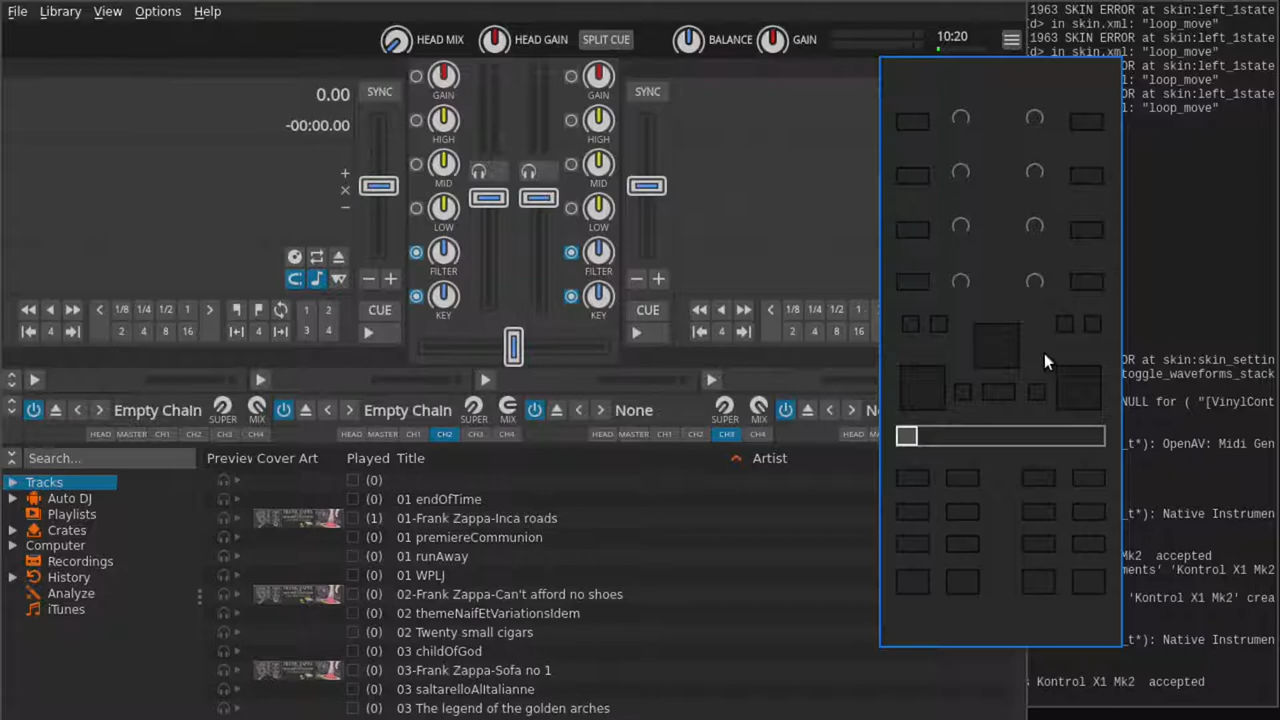 File Library View Options Help
1963 SKIN ERROR at skin:left_1state
d> in skin.xml: "loop_move"
1963 SKIN ERROR at skin:left_1state
d> in skin.xml: "loop_move"
OR at skin:left_1state
l: "loop_move"
OR at skin:left_1state
l: "loop_move"
HEAD MIX HEAD GAIN SPLIT CUE BALANCE GAIN 10:20
0.00 SYNC GAIN GAIN SYNC
-00:00.00 HIGH HIGH
+ × −
MID MID
LOW LOW
FILTER FILTER
− + − +
1/8 1/4 1/2 1 1 2 CUE KEY KEY CUE 1/8 1/4 1/2 1
4 2 4 8 16 4 3 4 4 2 4 8 16
OR at skin:skin_settin
toggle_waveforms_stack
NULL for ( "[VinylCont
Empty Chain SUPER MIX Empty Chain SUPER MIX None SUPER MIX
HEAD MASTER CH1 CH2 CH3 CH4 HEAD MASTER CH1 CH2 CH3 CH4 HEAD MASTER CH1 CH2 CH3 CH4 HEAD
_t*): OpenAV: Midi Gen
Search... Preview Cover Art Played Title Artist
Tracks
Auto DJ
Playlists
Crates
Computer
Recordings
History
Analyze
iTunes
(0)
(0) 01 endOfTime
(1) 01-Frank Zappa-Inca roads
(0) 01 premiereCommunion
(0) 01 runAway
(0) 01 WPLJ
(0) 02-Frank Zappa-Can't afford no shoes
(0) 02 themeNaifEtVariationsIdem
(0) 02 Twenty small cigars
(0) 03 childOfGod
(0) 03-Frank Zappa-Sofa no 1
(0) 03 saltarelloAlItalianne
(0) 03 The legend of the golden arches
_t*): Native Instrumen
Mk2 accepted
ments' 'Kontrol X1 Mk2'
'Kontrol X1 Mk2' crea
_t*): Native Instrumen
Kontrol X1 Mk2 accepted